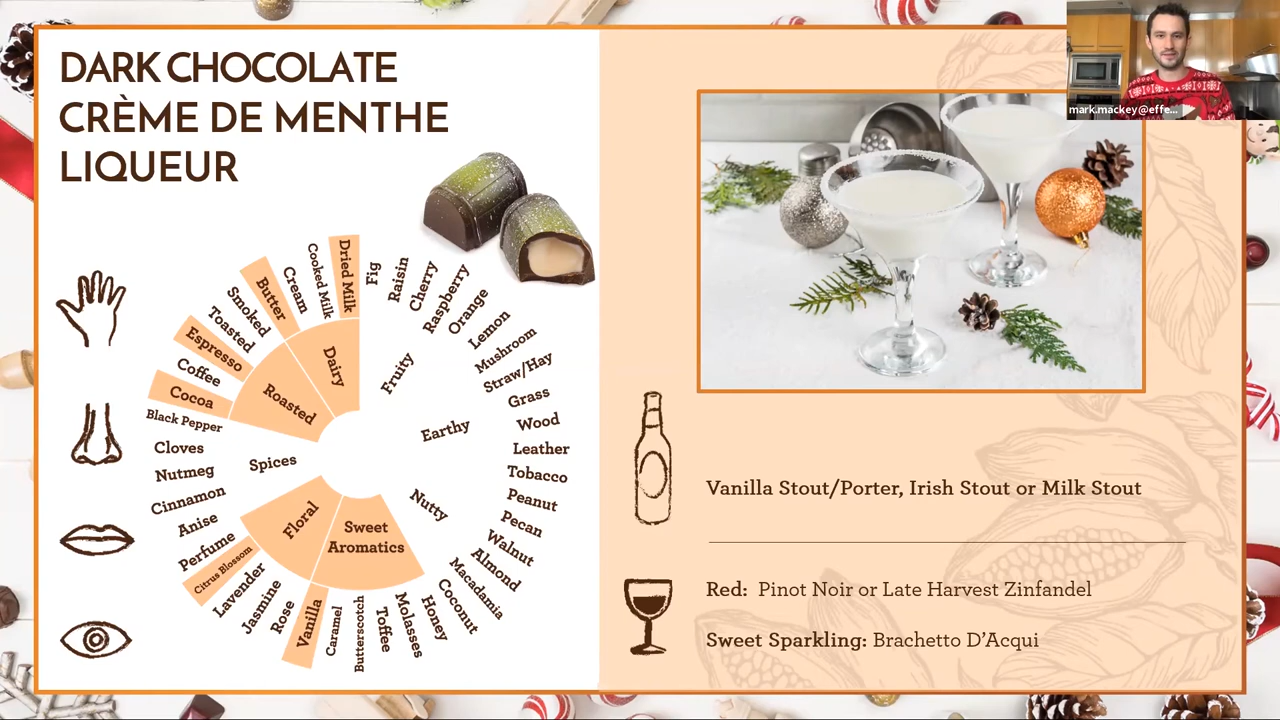 DARK CHOCOLATE
CRÈME DE MENTHE
LIQUEUR
mark.mackey@effe...
Dairy
Dried Milk
Cooked Milk
Cream
Butter
Roasted
Smoked
Toasted
Espresso
Coffee
Cocoa
Spices
Black Pepper
Cloves
Nutmeg
Cinnamon
Anise
Floral
Perfume
Citrus Blossom
Lavender
Jasmine
Rose
Sweet
Aromatics
Vanilla
Caramel
Butterscotch
Toffee
Molasses
Honey
Nutty
Coconut
Macadamia
Almond
Walnut
Pecan
Peanut
Earthy
Tobacco
Leather
Wood
Grass
Straw/Hay
Mushroom
Fruity
Lemon
Orange
Raspberry
Cherry
Raisin
Fig
Vanilla Stout/Porter, Irish Stout or Milk Stout
Red: Pinot Noir or Late Harvest Zinfandel
Sweet Sparkling: Brachetto D’Acqui